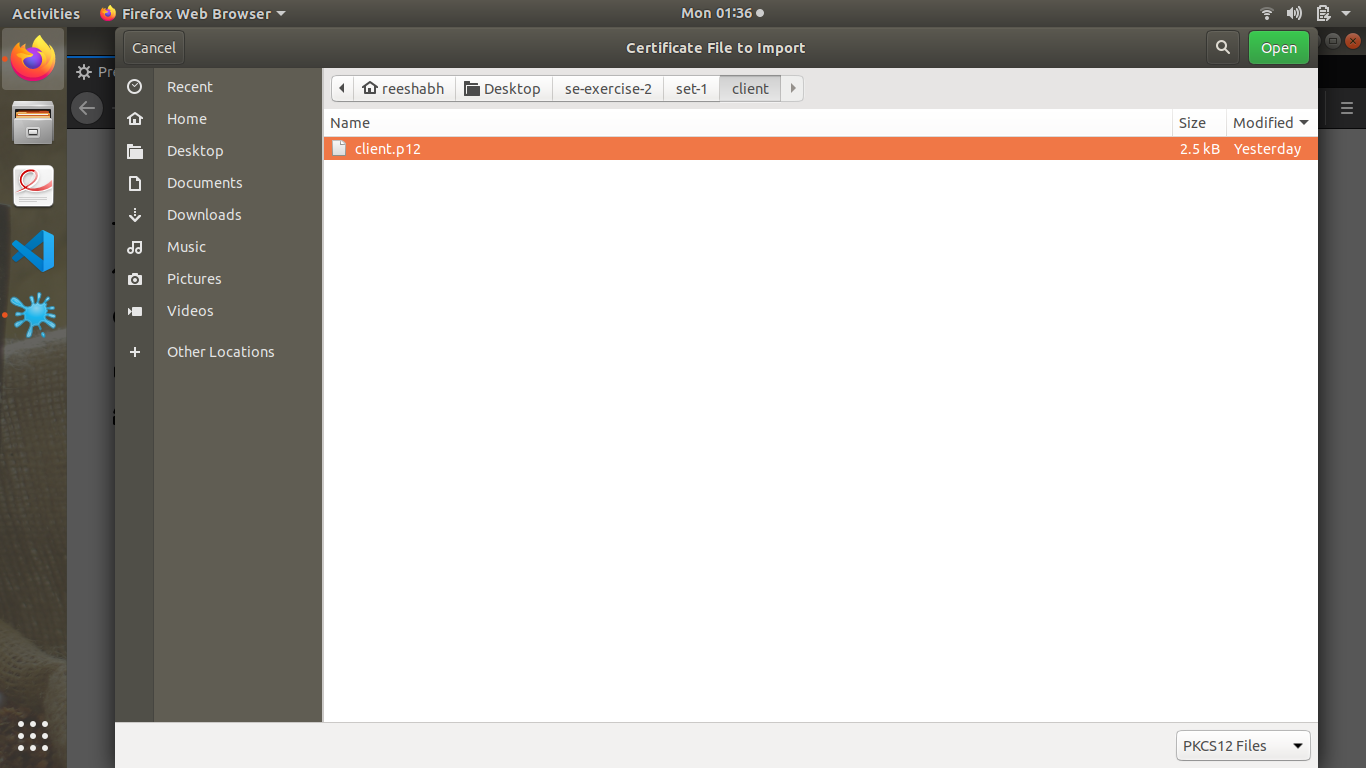 Activities Firefox Web Browser Mon 01:36
Cancel Certificate File to Import Open
Pr
Recent
Home
Desktop
Documents
Downloads
Music
Pictures
Videos
Other Locations
reeshabh Desktop se-exercise-2 set-1 client
Name Size Modified
client.p12 2.5 kB Yesterday
PKCS12 Files